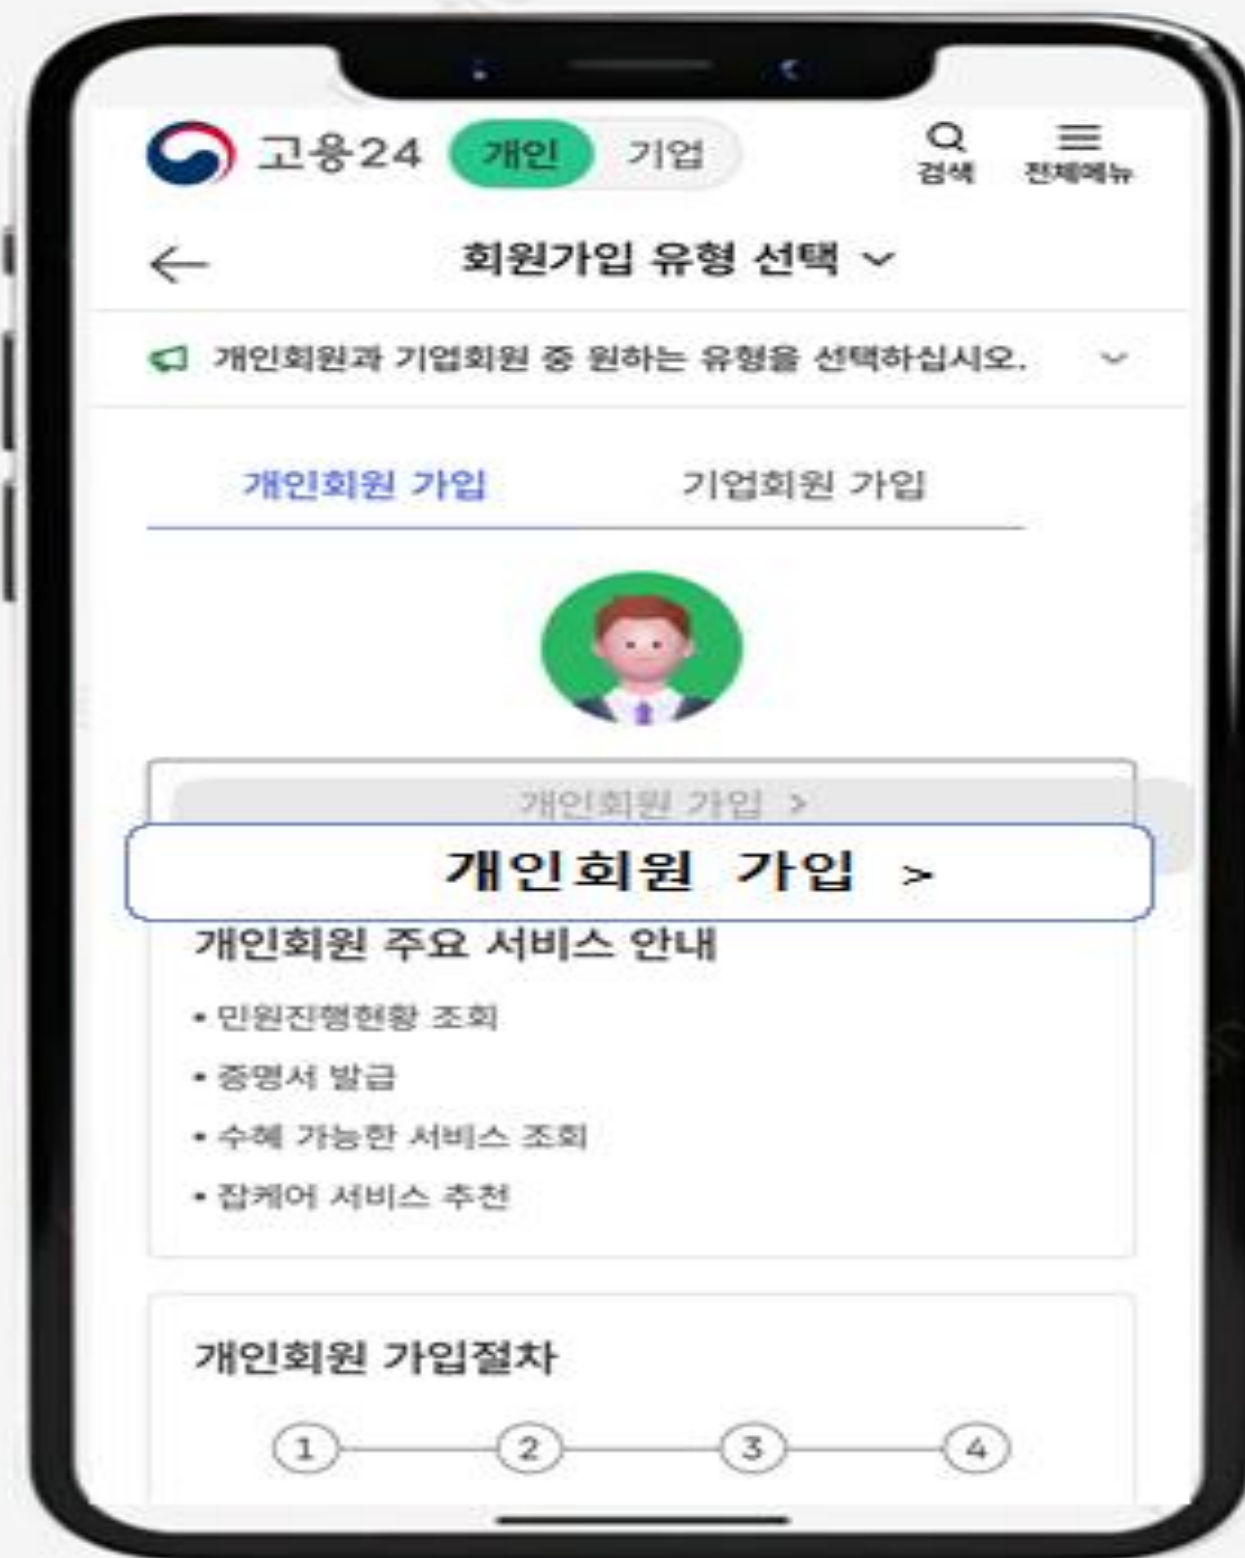 고용24 개인 기업 검색 전체메뉴
← 회원가입 유형 선택
개인회원과 기업회원 중 원하는 유형을 선택하십시오.
개인회원 가입 기업회원 가입
개인회원 가입 >
개인회원 가입 >
개인회원 주요 서비스 안내
• 민원진행현황 조회
• 증명서 발급
• 수혜 가능한 서비스 조회
• 잡케어 서비스 추천
개인회원 가입절차
1 2 3 4